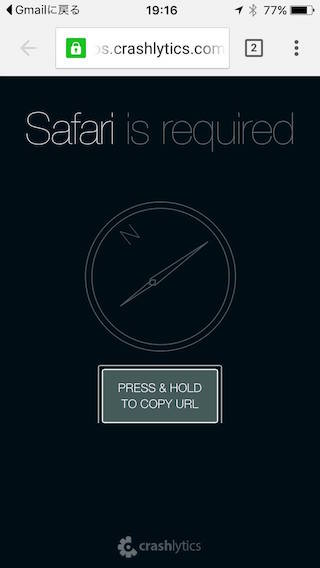 Gmailに戻る 19:16 77%
os.crashlytics.com 2
Safari is required
N
PRESS & HOLD
TO COPY URL
crashlytics